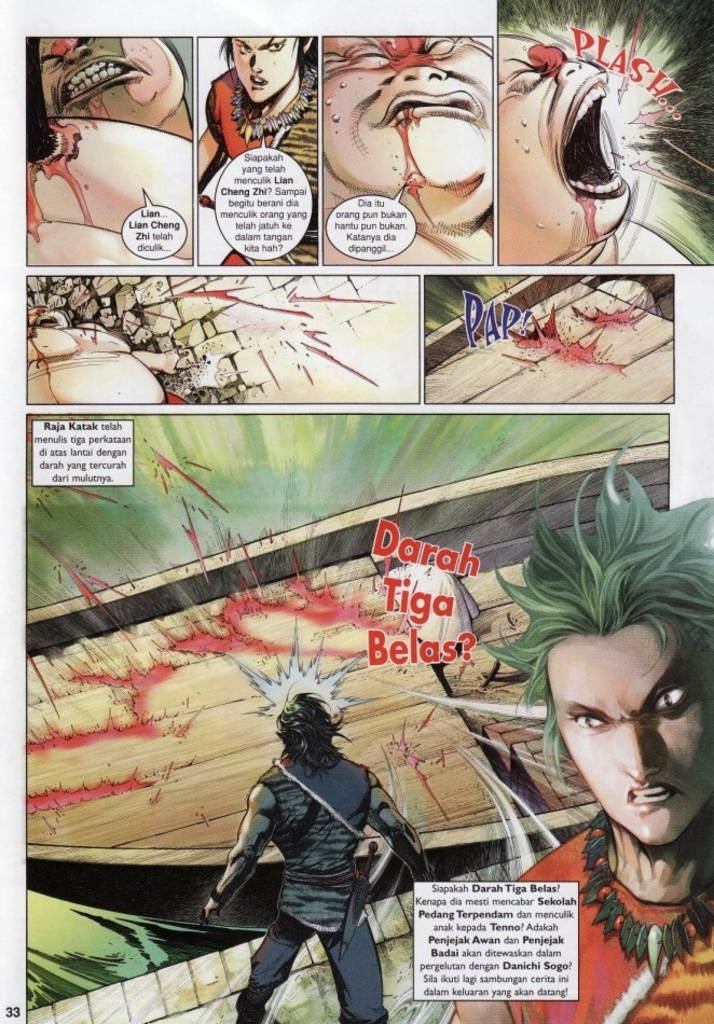 Lian...
Lian Cheng
Zhi telah
diculik...
Siapakah
yang telah
menculik Lian
Cheng Zhi? Sampai
begitu berani dia
menculik orang yang
telah jatuh ke
dalam tangan
kita hah?
Dia itu
orang pun bukan
hantu pun bukan.
Katanya dia
dipanggil...
PLASH...
PAP!
Raja Katak telah
menulis tiga perkataan
di atas lantai dengan
darah yang tercurah
dari mulutnya.
Darah
Tiga
Belas?
Siapakah Darah Tiga Belas?
Kenapa dia mesti mencabar Sekolah
Pedang Terpendam dan menculik
anak kepada Tenno? Adakah
Penjejak Awan dan Penjejak
Badai akan ditewaskan dalam
pergelutan dengan Danichi Sogo?
Sila ikuti lagi sambungan cerita ini
dalam keluaran yang akan datang!
33